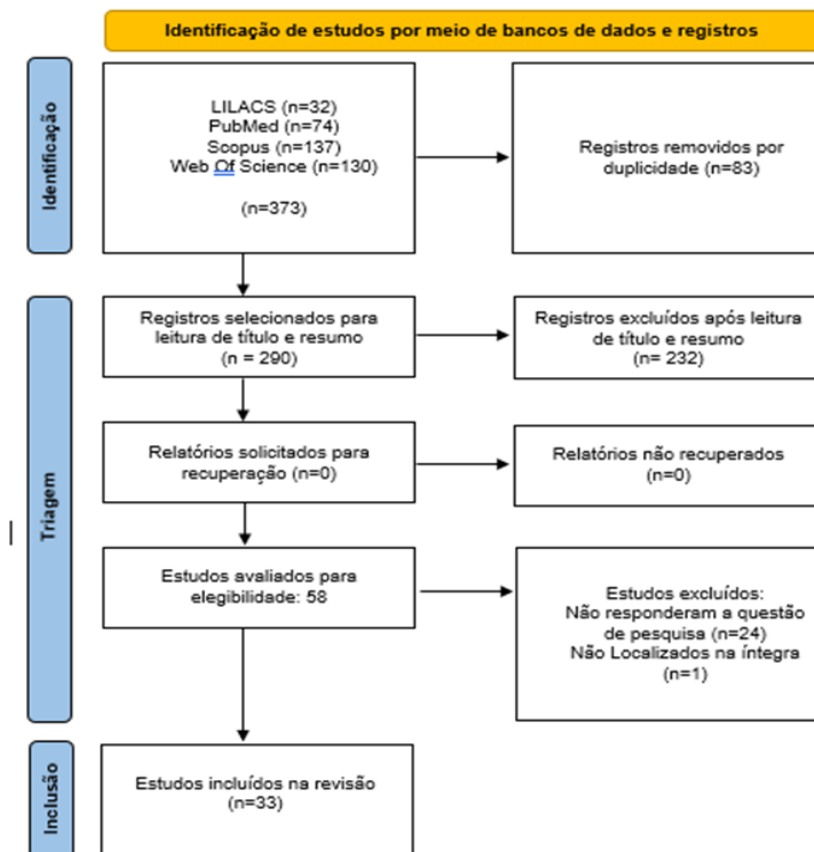 Identificação de estudos por meio de bancos de dados e registros
Identificação
LILACS (n=32)
PubMed (n=74)
Scopus (n=137)
Web Of Science (n=130)
(n=373)
Registros removidos por
duplicidade (n=83)
Triagem
Registros selecionados para
leitura de título e resumo
(n = 290)
Registros excluídos após leitura
de título e resumo
(n= 232)
Relatórios solicitados para
recuperação (n=0)
Relatórios não recuperados
(n=0)
Estudos avaliados para
elegibilidade: 58
Estudos excluídos:
Não responderam a questão
de pesquisa (n=24)
Não Localizados na íntegra
(n=1)
Inclusão
Estudos incluídos na revisão
(n=33)